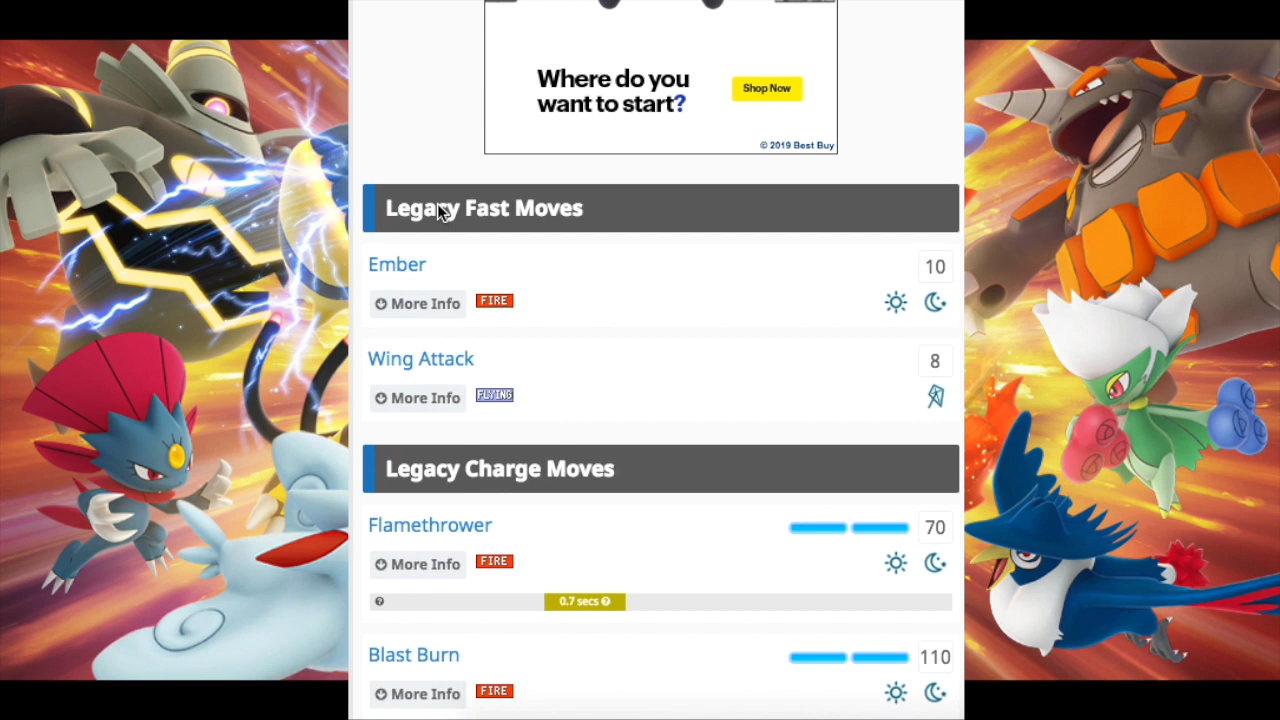 Where do you
want to start?
Shop Now
© 2019 Best Buy
Legacy Fast Moves
Ember
10
More Info
FIRE
Wing Attack
8
More Info
FLYING
Legacy Charge Moves
Flamethrower
70
More Info
FIRE
0.7 secs
Blast Burn
110
More Info
FIRE